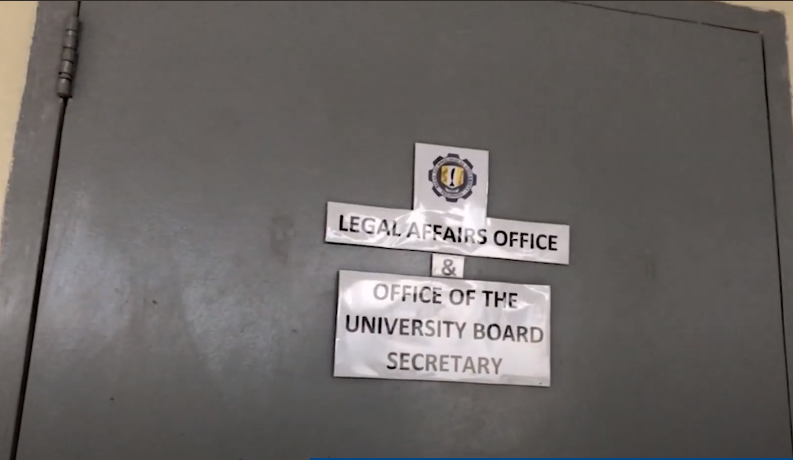 LEGAL AFFAIRS OFFICE
&
OFFICE OF THE
UNIVERSITY BOARD
SECRETARY